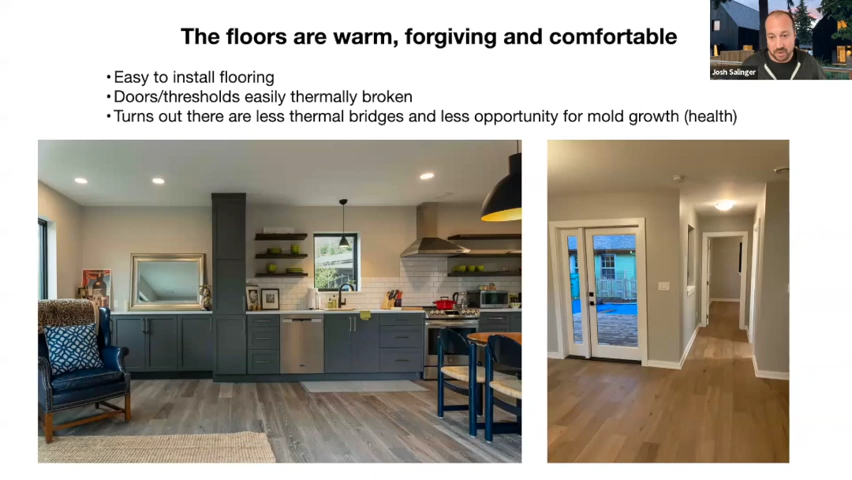 The floors are warm, forgiving and comfortable
•Easy to install flooring
•Doors/thresholds easily thermally broken
•Turns out there are less thermal bridges and less opportunity for mold growth (health)
Josh Salinger